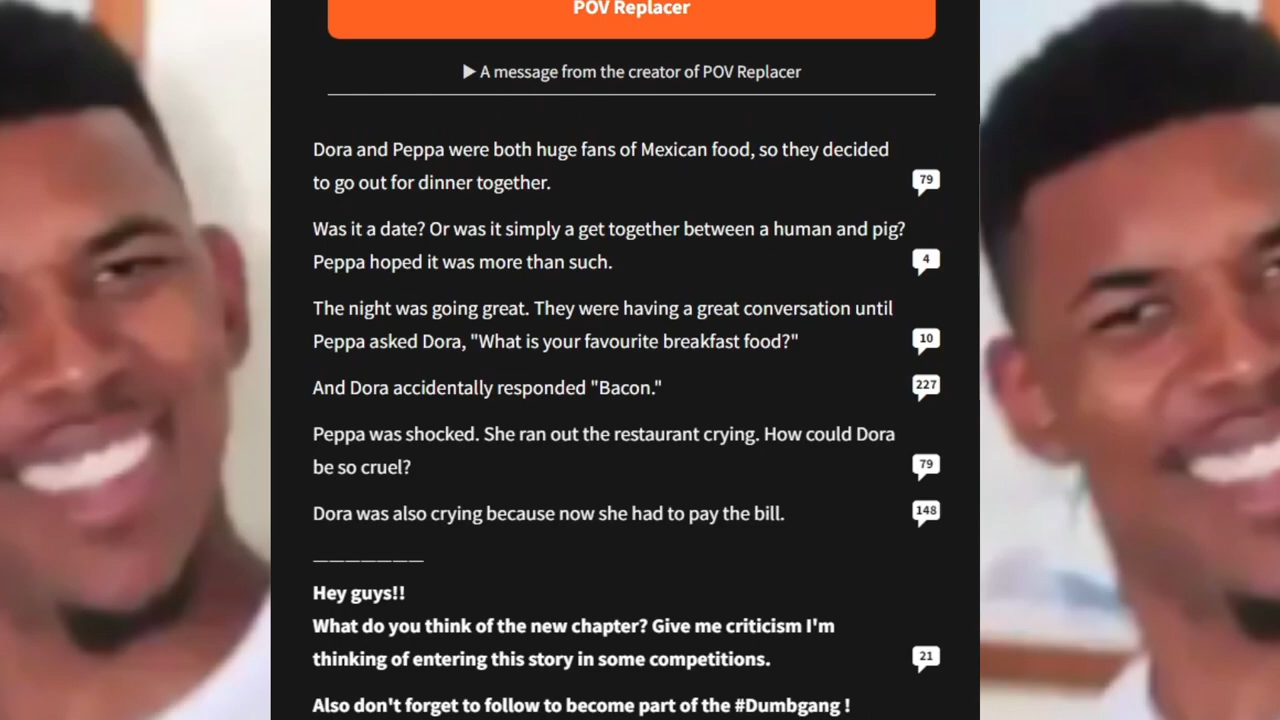 POV Replacer
▶ A message from the creator of POV Replacer
Dora and Peppa were both huge fans of Mexican food, so they decided
to go out for dinner together.
79
Was it a date? Or was it simply a get together between a human and pig?
Peppa hoped it was more than such.
4
The night was going great. They were having a great conversation until
Peppa asked Dora, "What is your favourite breakfast food?"
10
And Dora accidentally responded "Bacon."
227
Peppa was shocked. She ran out the restaurant crying. How could Dora
be so cruel?
79
Dora was also crying because now she had to pay the bill.
148
_______
Hey guys!!
What do you think of the new chapter? Give me criticism I'm
thinking of entering this story in some competitions.
21
Also don't forget to follow to become part of the #Dumbgang !